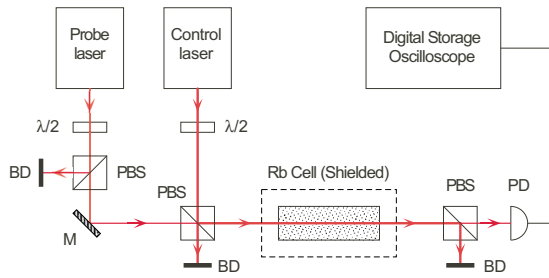 Probe
laser
Control
laser
Digital Storage
Oscilloscope
λ/2
λ/2
BD
PBS
PBS
Rb Cell (Shielded)
PBS
PD
M
BD
BD